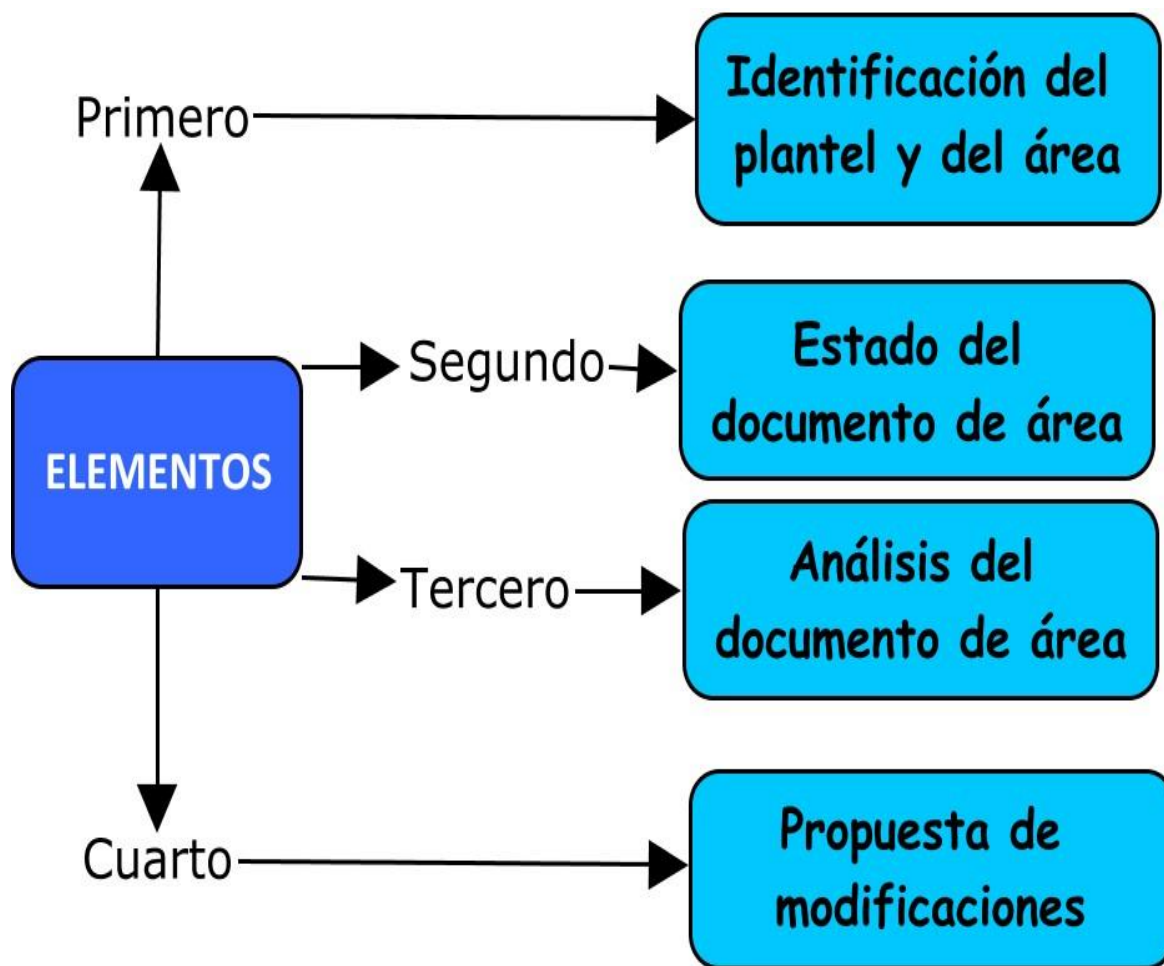 Primero
Identificación del
plantel y del área
ELEMENTOS
Segundo
Estado del
documento de área
Tercero
Análisis del
documento de área
Cuarto
Propuesta de
modificaciones